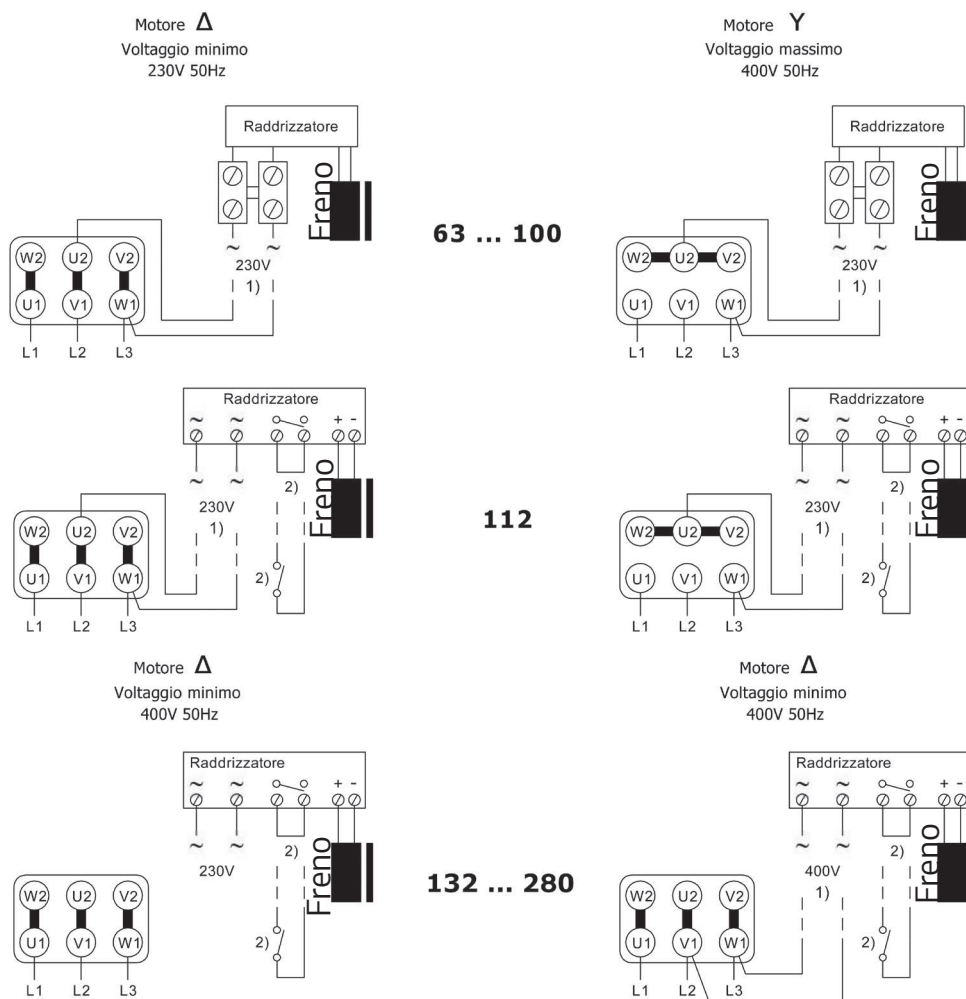 Motore Δ
Voltaggio minimo
230V 50Hz
Motore Y
Voltaggio massimo
400V 50Hz
Raddrizzatore
Freno
~ ~
230V
1)
W2 U2 V2
U1 V1 W1
L1 L2 L3
63 ... 100
Raddrizzatore
Freno
~ ~
230V
1)
W2 U2 V2
U1 V1 W1
L1 L2 L3
Raddrizzatore
~ ~ + -
~ ~
Freno
230V
1)
2)
2)
W2 U2 V2
U1 V1 W1
L1 L2 L3
112
Raddrizzatore
~ ~ + -
~ ~
Freno
230V
1)
2)
2)
W2 U2 V2
U1 V1 W1
L1 L2 L3
Motore Δ
Voltaggio minimo
400V 50Hz
Motore Δ
Voltaggio minimo
400V 50Hz
Raddrizzatore
~ ~ + -
~ ~
Freno
230V
2)
2)
W2 U2 V2
U1 V1 W1
L1 L2 L3
132 ... 280
Raddrizzatore
~ ~ + -
~ ~
Freno
400V
1)
2)
2)
W2 U2 V2
U1 V1 W1
L1 L2 L3